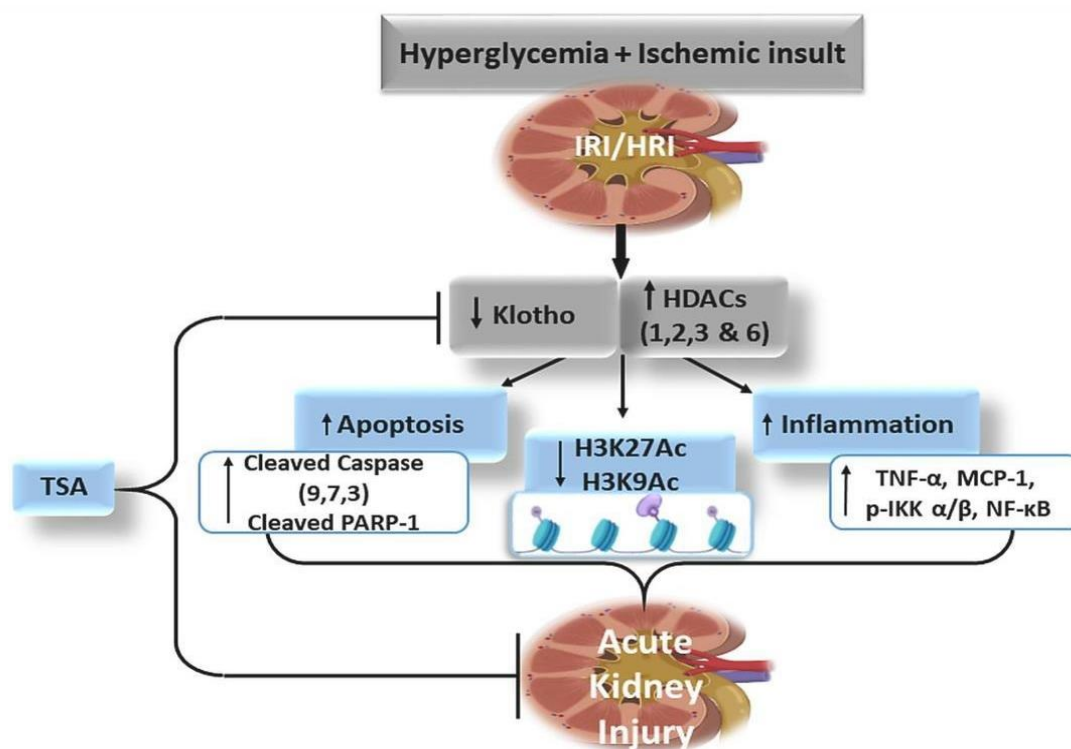 Hyperglycemia + Ischemic insult
IRI/HRI
↓ Klotho
↑ HDACs
(1,2,3 & 6)
↑ Apoptosis
↑ Cleaved Caspase
(9,7,3)
Cleaved PARP-1
↓ H3K27Ac
H3K9Ac
↑ Inflammation
↑ TNF-α, MCP-1,
p-IKK α/β, NF-κB
TSA
Acute
Kidney
Injury